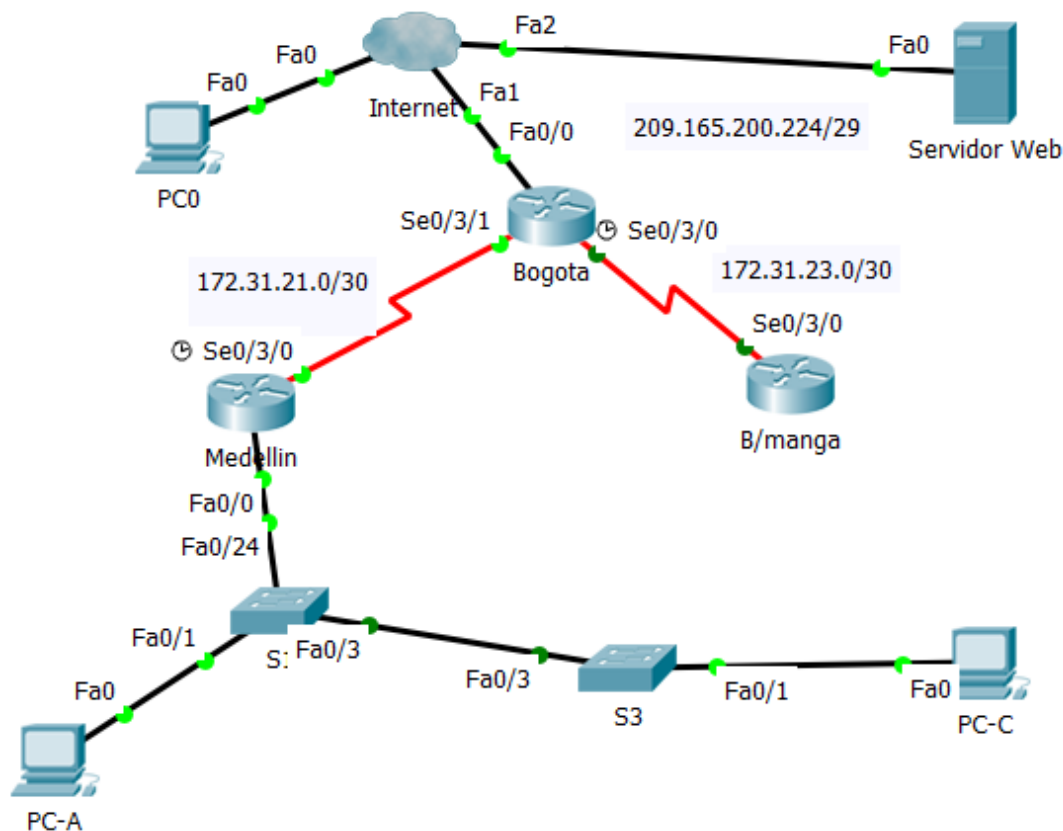 Fa2
Fa0
Fa0
Fa0
Internet
Fa1
Fa0/0
209.165.200.224/29
Servidor Web
PC0
Se0/3/1
Se0/3/0
Bogota
172.31.21.0/30
172.31.23.0/30
Se0/3/0
Se0/3/0
B/manga
Medellin
Fa0/0
Fa0/24
Fa0/1
Fa0/3
Fa0
Fa0/3
S3
Fa0/1
Fa0
PC-C
PC-A